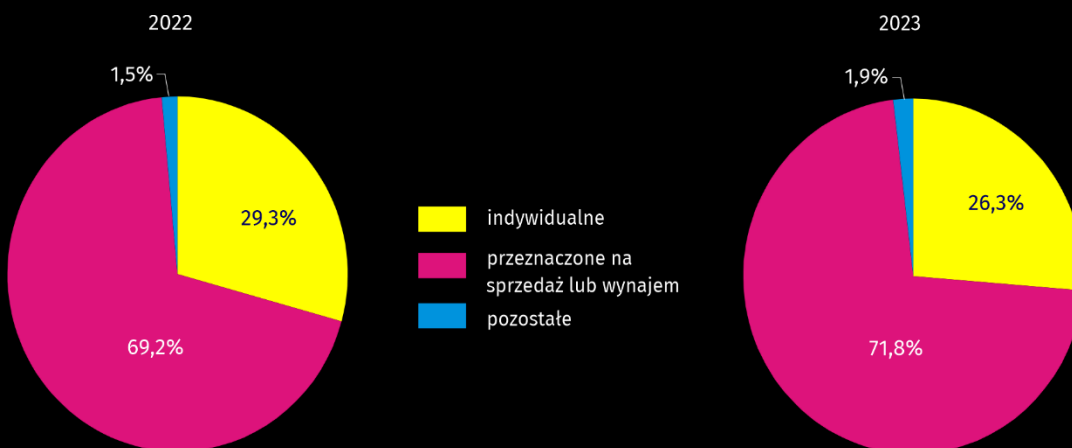 2022
1,5%
29,3%
69,2%
indywidualne
przeznaczone na
sprzedaż lub wynajem
pozostałe
2023
1,9%
26,3%
71,8%